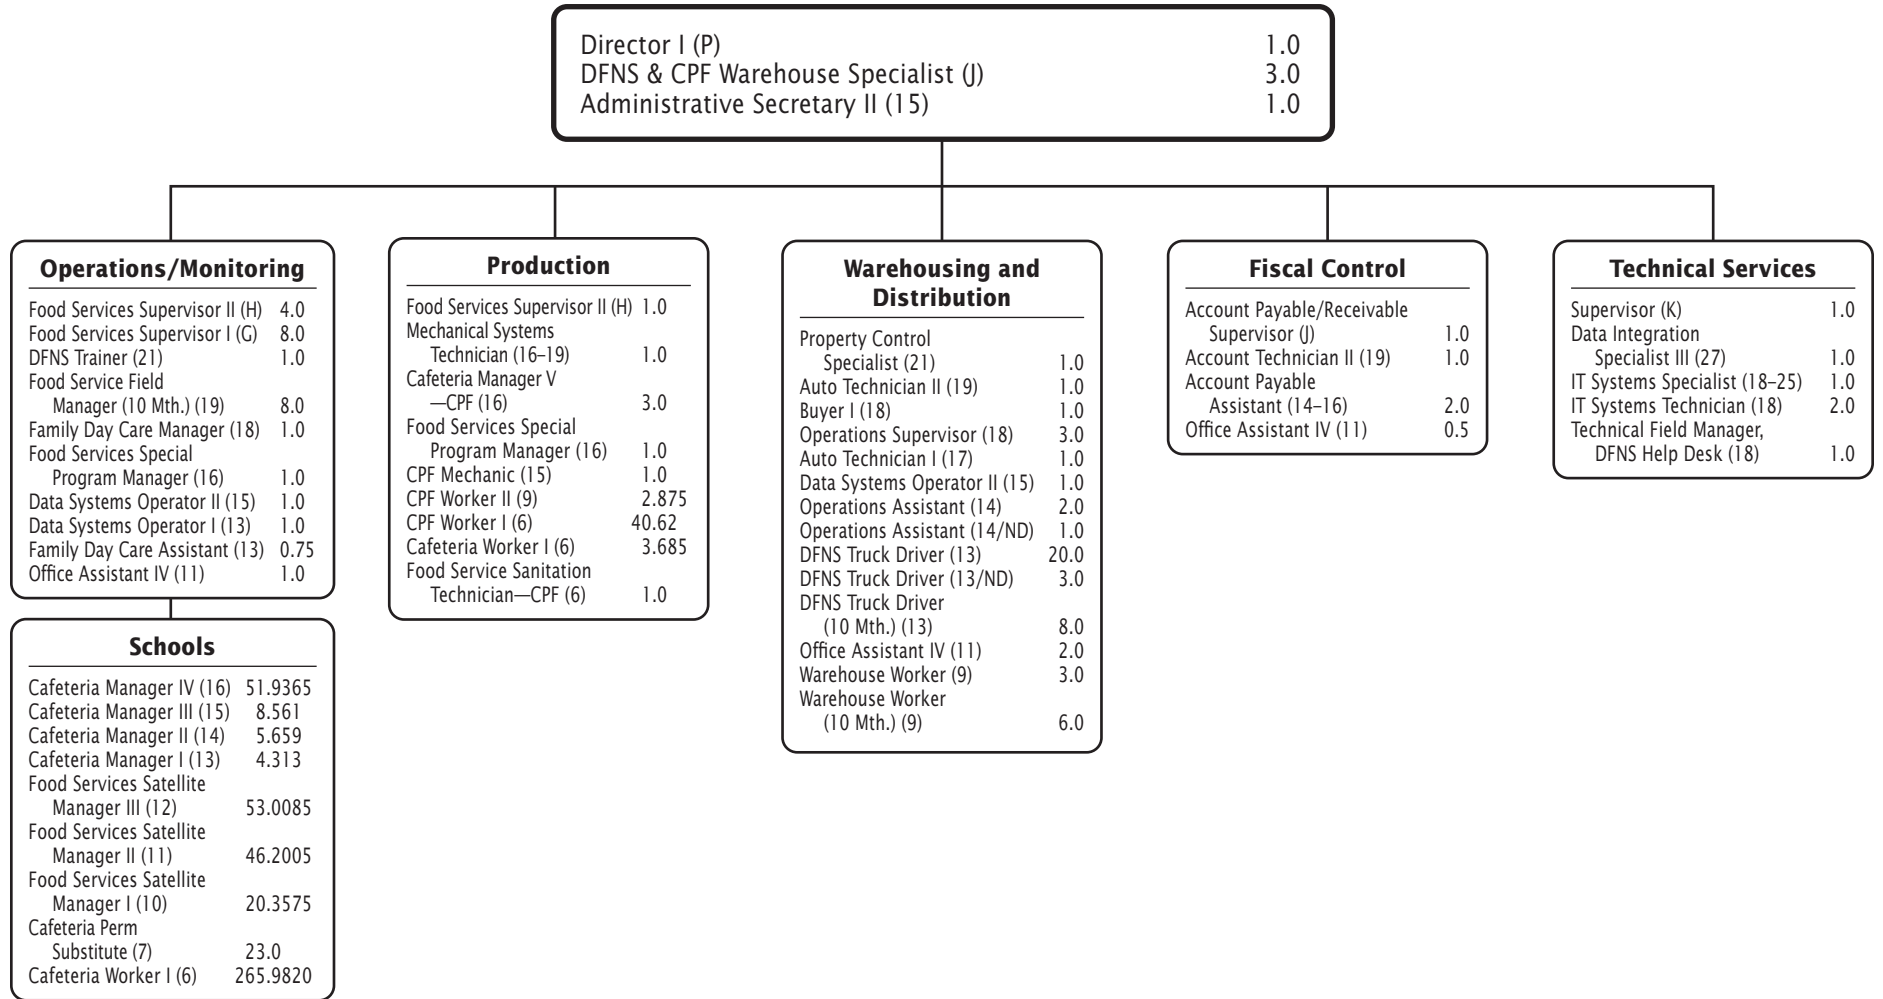 Director I (P) 1.0
DFNS & CPF Warehouse Specialist (J) 3.0
Administrative Secretary II (15) 1.0
Operations/Monitoring
Food Services Supervisor II (H) 4.0
Food Services Supervisor I (G) 8.0
DFNS Trainer (21) 1.0
Food Service Field
Manager (10 Mth.) (19) 8.0
Family Day Care Manager (18) 1.0
Food Services Special
Program Manager (16) 1.0
Data Systems Operator II (15) 1.0
Data Systems Operator I (13) 1.0
Family Day Care Assistant (13) 0.75
Office Assistant IV (11) 1.0
Schools
Cafeteria Manager IV (16) 51.9365
Cafeteria Manager III (15) 8.561
Cafeteria Manager II (14) 5.659
Cafeteria Manager I (13) 4.313
Food Services Satellite
Manager III (12) 53.0085
Food Services Satellite
Manager II (11) 46.2005
Food Services Satellite
Manager I (10) 20.3575
Cafeteria Perm
Substitute (7) 23.0
Cafeteria Worker I (6) 265.9820
Production
Food Services Supervisor II (H) 1.0
Mechanical Systems
Technician (16–19) 1.0
Cafeteria Manager V
—CPF (16) 3.0
Food Services Special
Program Manager (16) 1.0
CPF Mechanic (15) 1.0
CPF Worker II (9) 2.875
CPF Worker I (6) 40.62
Cafeteria Worker I (6) 3.685
Food Service Sanitation
Technician—CPF (6) 1.0
Warehousing and
Distribution
Property Control
Specialist (21) 1.0
Auto Technician II (19) 1.0
Buyer I (18) 1.0
Operations Supervisor (18) 3.0
Auto Technician I (17) 1.0
Data Systems Operator II (15) 1.0
Operations Assistant (14) 2.0
Operations Assistant (14/ND) 1.0
DFNS Truck Driver (13) 20.0
DFNS Truck Driver (13/ND) 3.0
DFNS Truck Driver
(10 Mth.) (13) 8.0
Office Assistant IV (11) 2.0
Warehouse Worker (9) 3.0
Warehouse Worker
(10 Mth.) (9) 6.0
Fiscal Control
Account Payable/Receivable
Supervisor (J) 1.0
Account Technician II (19) 1.0
Account Payable
Assistant (14–16) 2.0
Office Assistant IV (11) 0.5
Technical Services
Supervisor (K) 1.0
Data Integration
Specialist III (27) 1.0
IT Systems Specialist (18–25) 1.0
IT Systems Technician (18) 2.0
Technical Field Manager,
DFNS Help Desk (18) 1.0